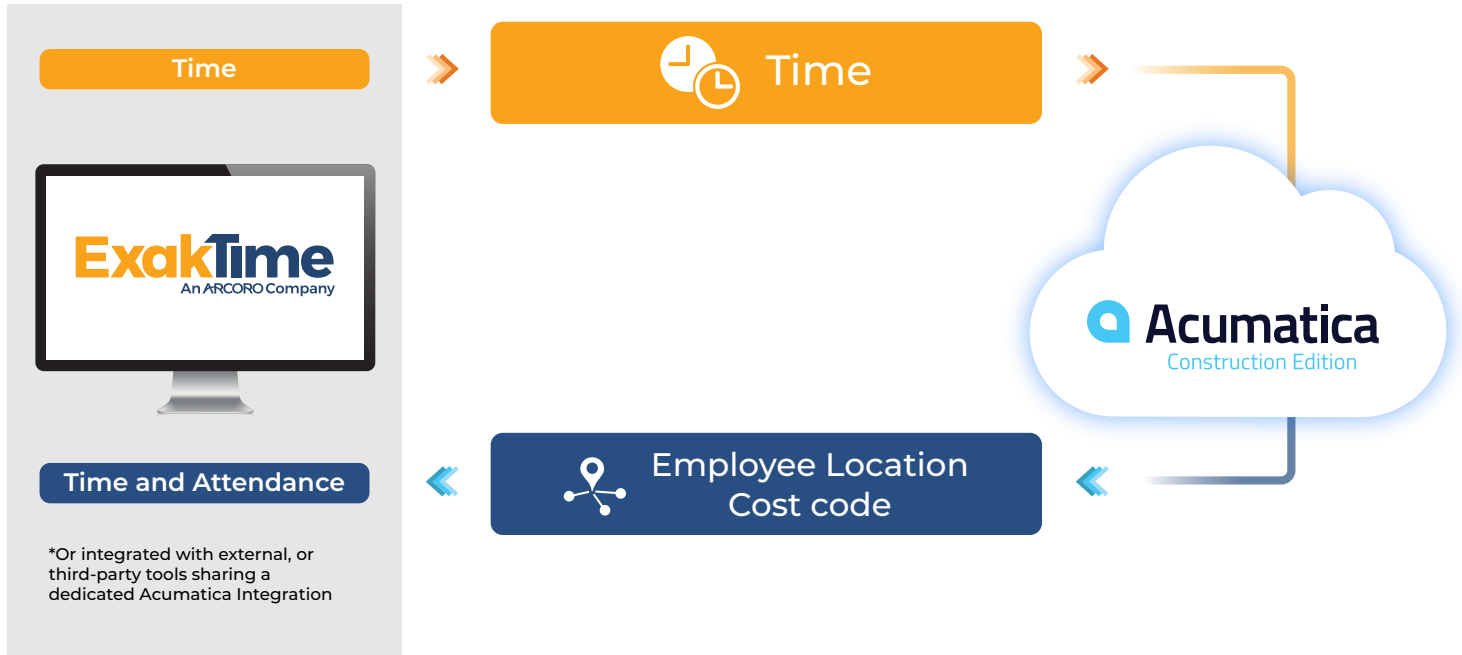 Time
Time
ExakTime
An ARCORO Company
Acumatica
Construction Edition
Time and Attendance
Employee Location
Cost code
*Or integrated with external, or
third-party tools sharing a
dedicated Acumatica Integration